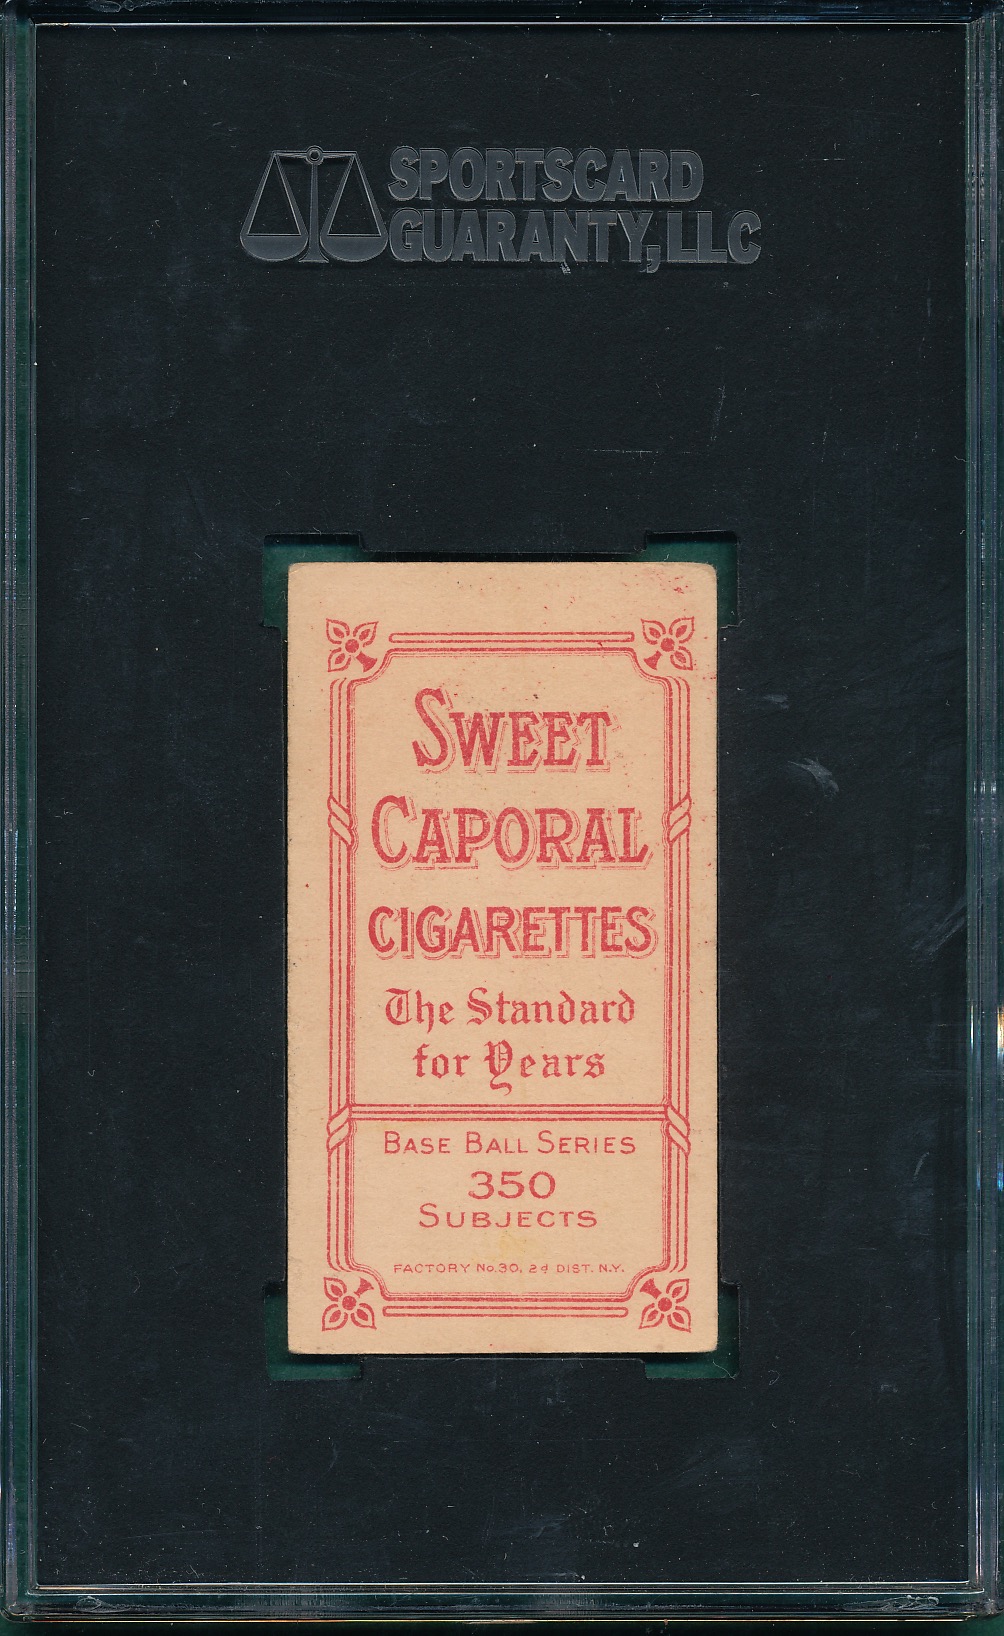 SPORTSCARD
GUARANTY, LLC
SWEET
CAPORAL
CIGARETTES
The Standard
for Years
BASE BALL SERIES
350
SUBJECTS
FACTORY No. 30, 2d DIST. N.Y.